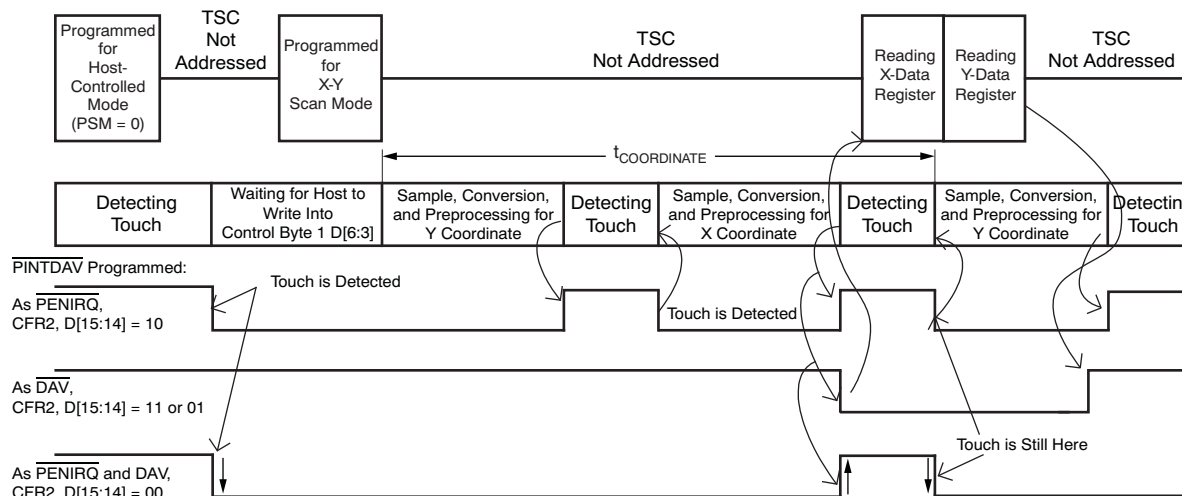 Programmed
for
Host-
Controlled
Mode
(PSM = 0)
TSC
Not
Addressed
Programmed
for
X-Y
Scan Mode
TSC
Not Addressed
Reading
X-Data
Register
Reading
Y-Data
Register
TSC
Not Addressed
tCOORDINATE
Detecting
Touch
Waiting for Host to
Write Into
Control Byte 1 D[6:3]
Sample, Conversion,
and Preprocessing for
Y Coordinate
Detecting
Touch
Sample, Conversion,
and Preprocessing for
X Coordinate
Detecting
Touch
Sample, Conversion,
and Preprocessing for
Y Coordinate
Detectin
Touch
PINTDAV Programmed:
Touch is Detected
As PENIRQ,
CFR2, D[15:14] = 10
Touch is Detected
As DAV,
CFR2, D[15:14] = 11 or 01
Touch is Still Here
As PENIRQ and DAV,
CFR2, D[15:14] = 00